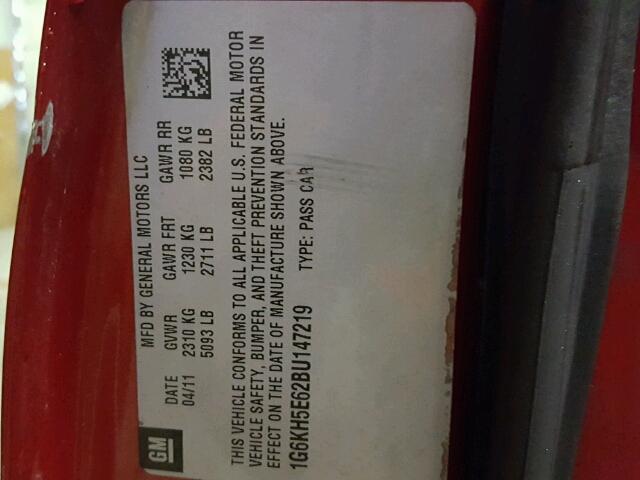 GM
MFD BY GENERAL MOTORS LLC
DATE GVWR GAWR FRT GAWR RR
04/11 2310 KG 1230 KG 1080 KG
5093 LB 2711 LB 2382 LB
THIS VEHICLE CONFORMS TO ALL APPLICABLE U.S. FEDERAL MOTOR
VEHICLE SAFETY, BUMPER, AND THEFT PREVENTION STANDARDS IN
EFFECT ON THE DATE OF MANUFACTURE SHOWN ABOVE.
1G6KH5E62BU147219 TYPE: PASS CAR